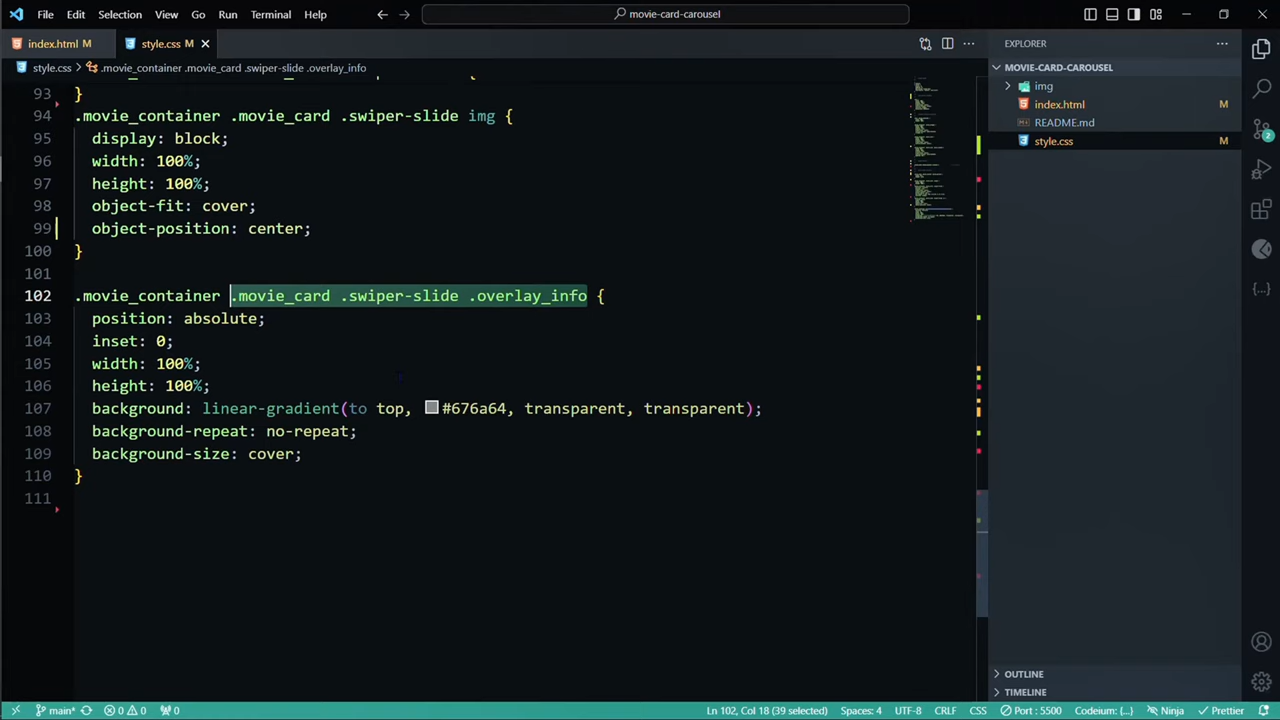 File Edit Selection View Go Run Terminal Help
movie-card-carousel
index.html M
style.css M
style.css > .movie_container .movie_card .swiper-slide .overlay_info
93 }
94 .movie_container .movie_card .swiper-slide img {
95 display: block;
96 width: 100%;
97 height: 100%;
98 object-fit: cover;
99 object-position: center;
100 }
101
102 .movie_container .movie_card .swiper-slide .overlay_info {
103 position: absolute;
104 inset: 0;
105 width: 100%;
106 height: 100%;
107 background: linear-gradient(to top, #676a64, transparent, transparent);
108 background-repeat: no-repeat;
109 background-size: cover;
110 }
111
EXPLORER
MOVIE-CARD-CAROUSEL
img
index.html M
README.md
style.css M
2
OUTLINE
TIMELINE
main* 0 0 0 Ln 102, Col 18 (39 selected) Spaces: 4 UTF-8 CRLF CSS Port : 5500 Codeium: {...} Ninja Prettier